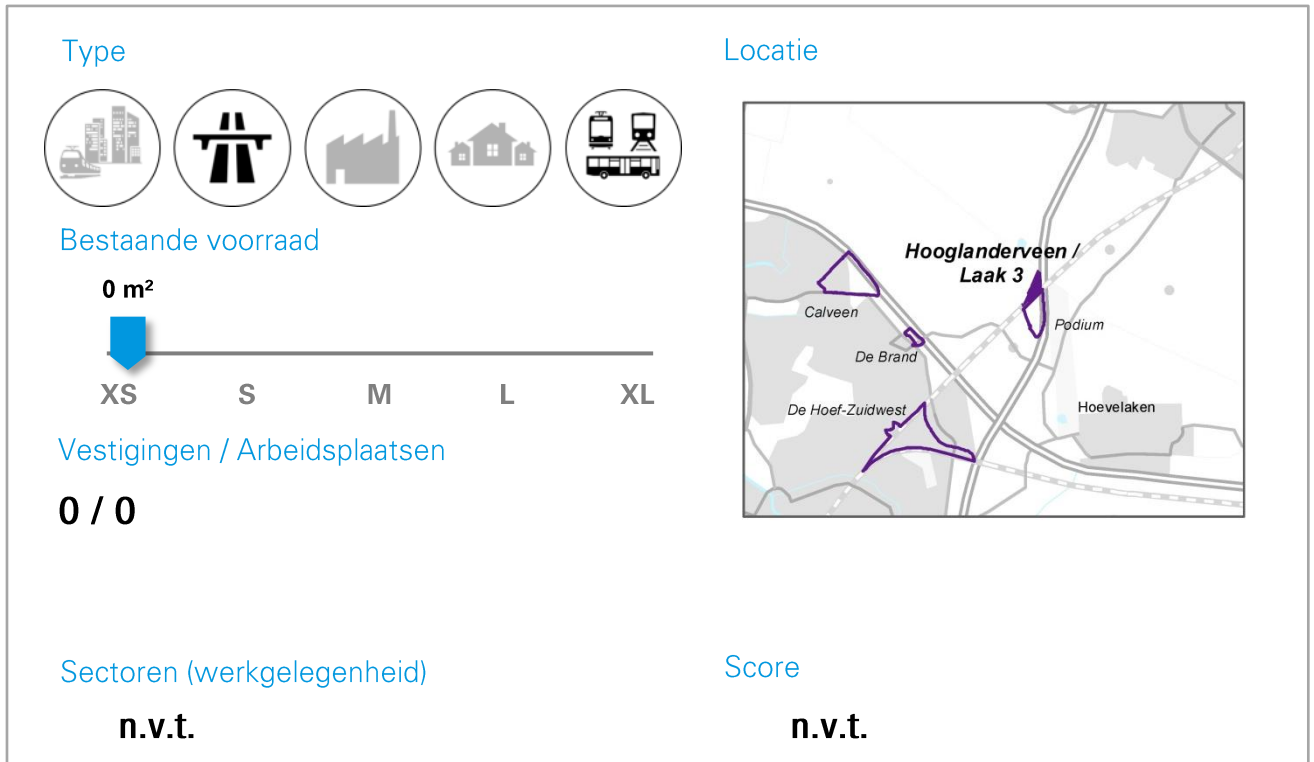 Type
Bestaande voorraad
0 m²
XS S M L XL
Vestigingen / Arbeidsplaatsen
0 / 0
Sectoren (werkgelegenheid)
n.v.t.
Locatie
Hooglanderveen /
Laak 3
Calveen
Podium
De Brand
De Hoef-Zuidwest
Hoevelaken
Score
n.v.t.